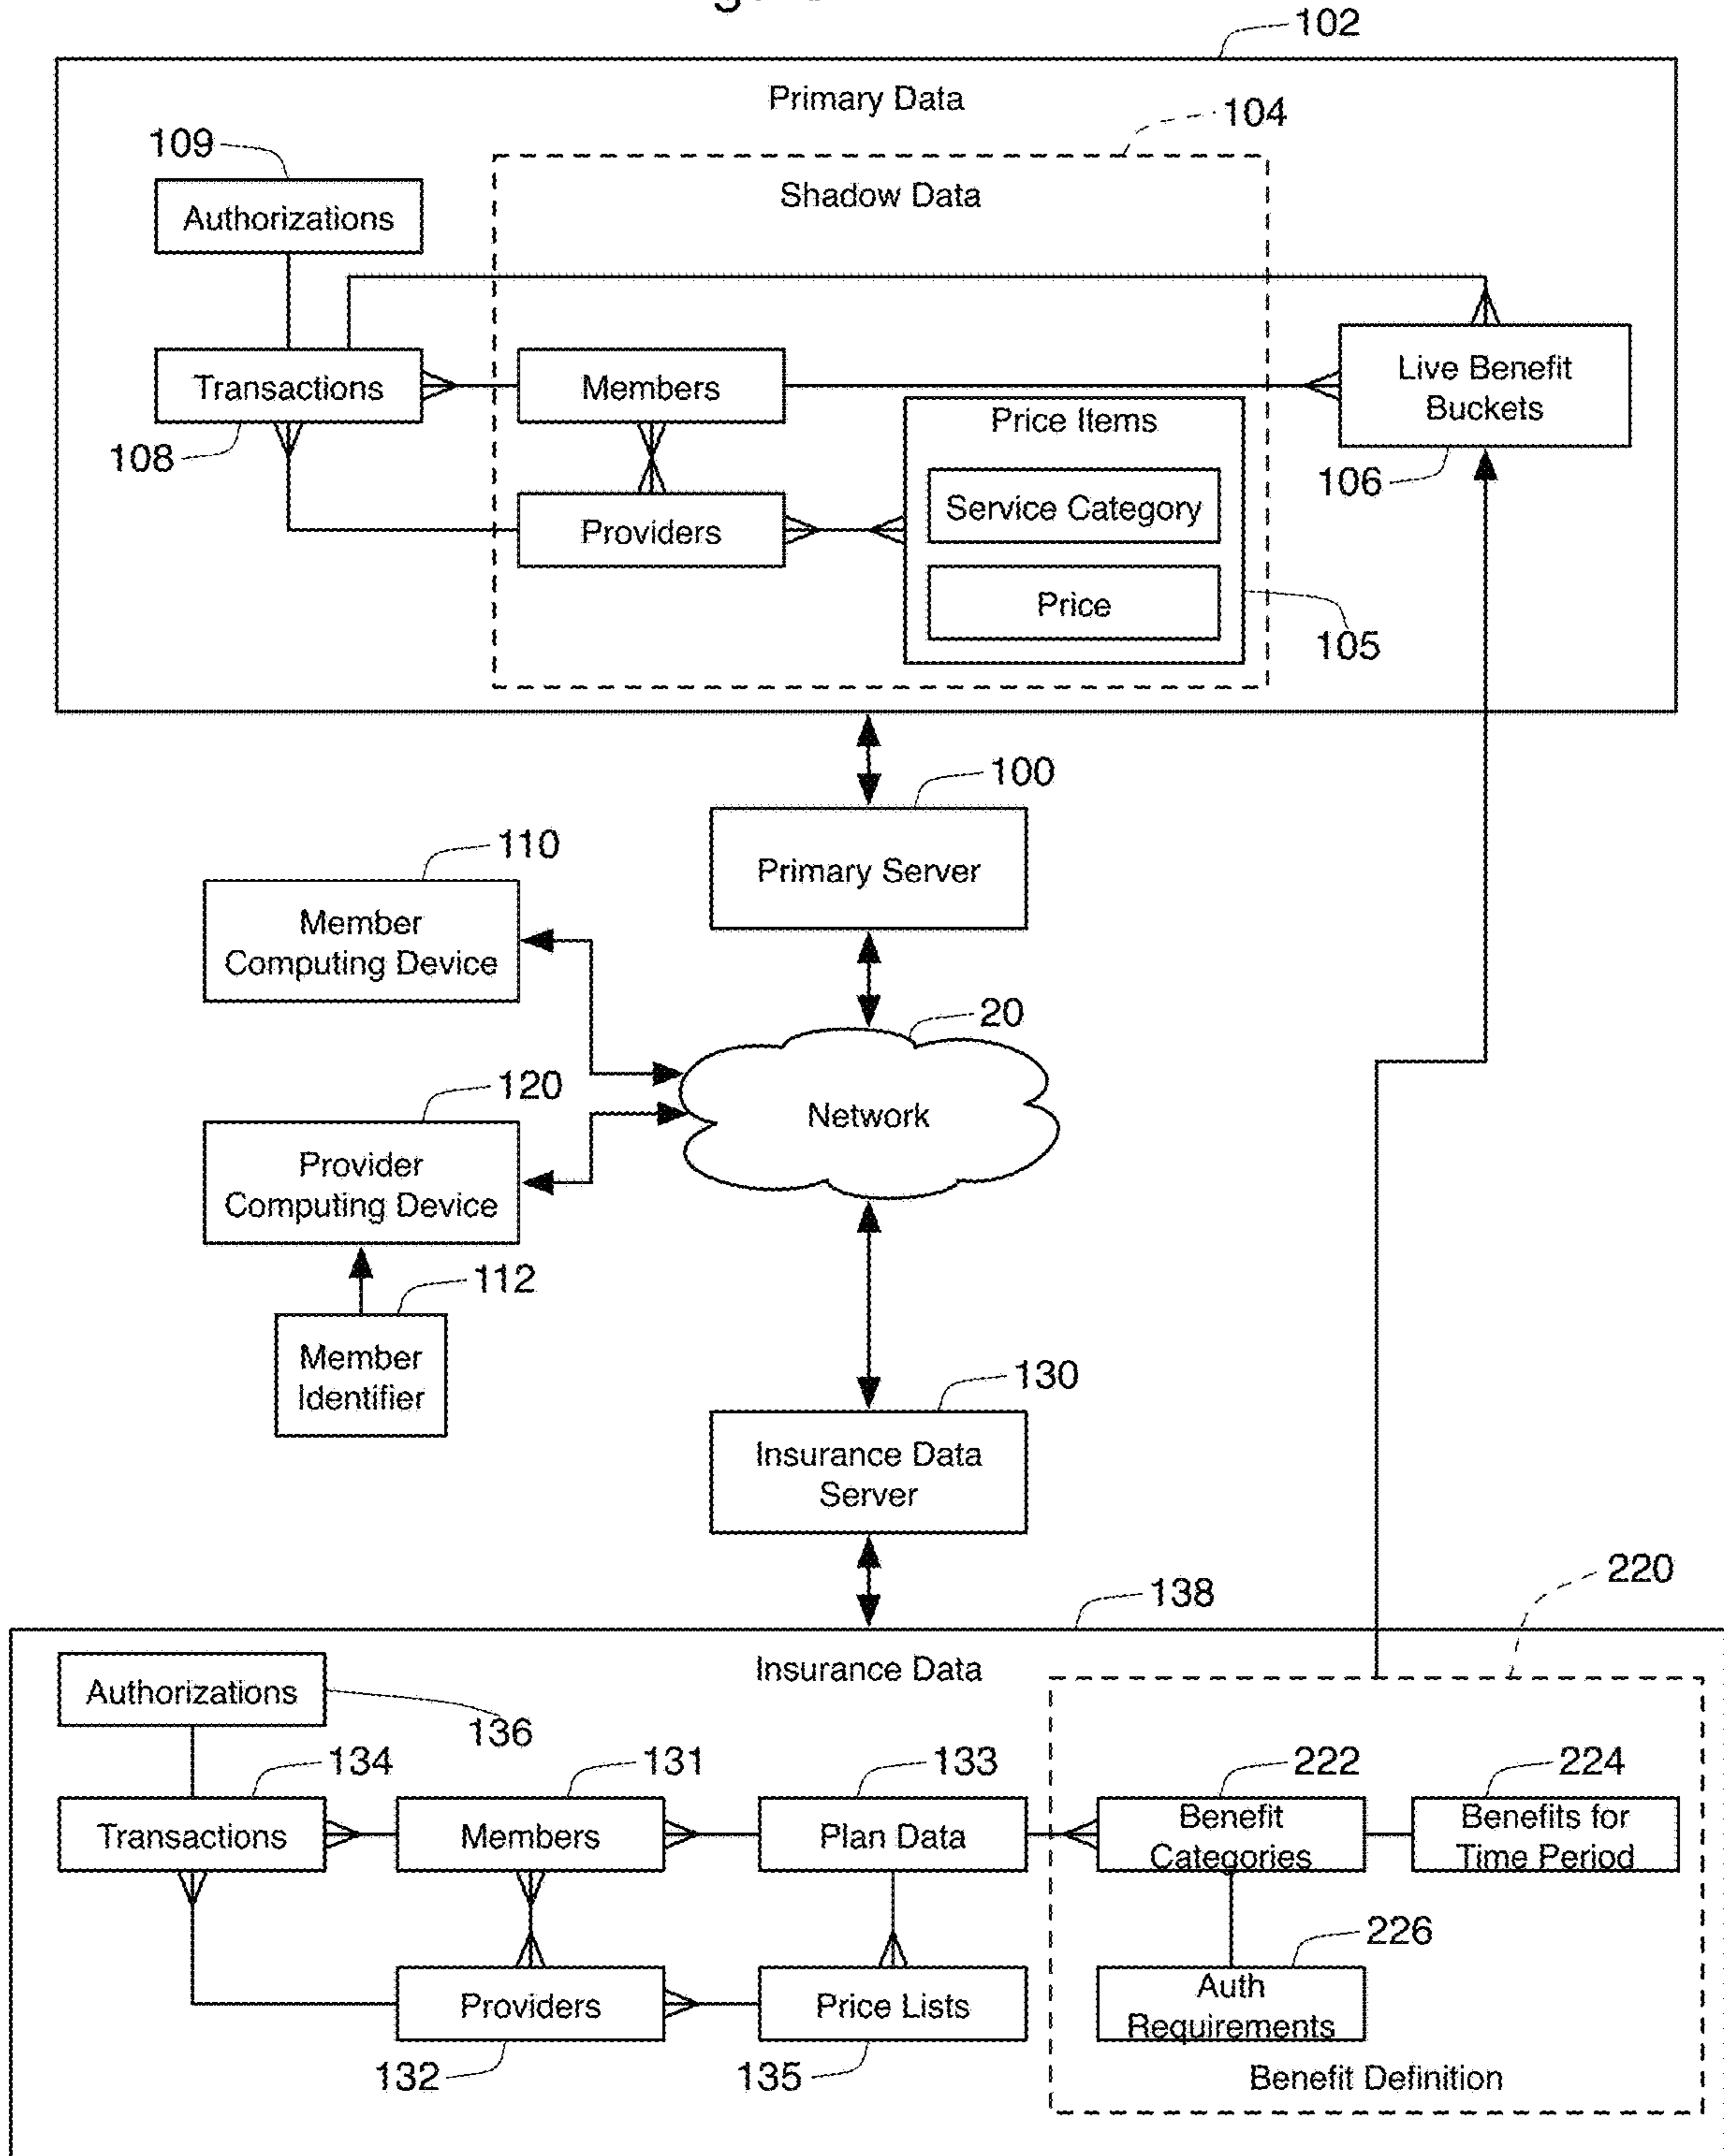 102
Primary Data
104
109
Shadow Data
Authorizations
Transactions
Members
Live Benefit
Buckets
Price Items
108
106
Service Category
Providers
Price
105
100
Primary Server
110
Member
Computing Device
20
120
Network
Provider
Computing Device
112
Member
Identifier
130
Insurance Data
Server
220
138
Insurance Data
Authorizations
136
134
131
133
222
224
Transactions
Members
Plan Data
Benefit
Categories
Benefits for
Time Period
226
Providers
Price Lists
Auth
Requirements
132
135
Benefit Definition